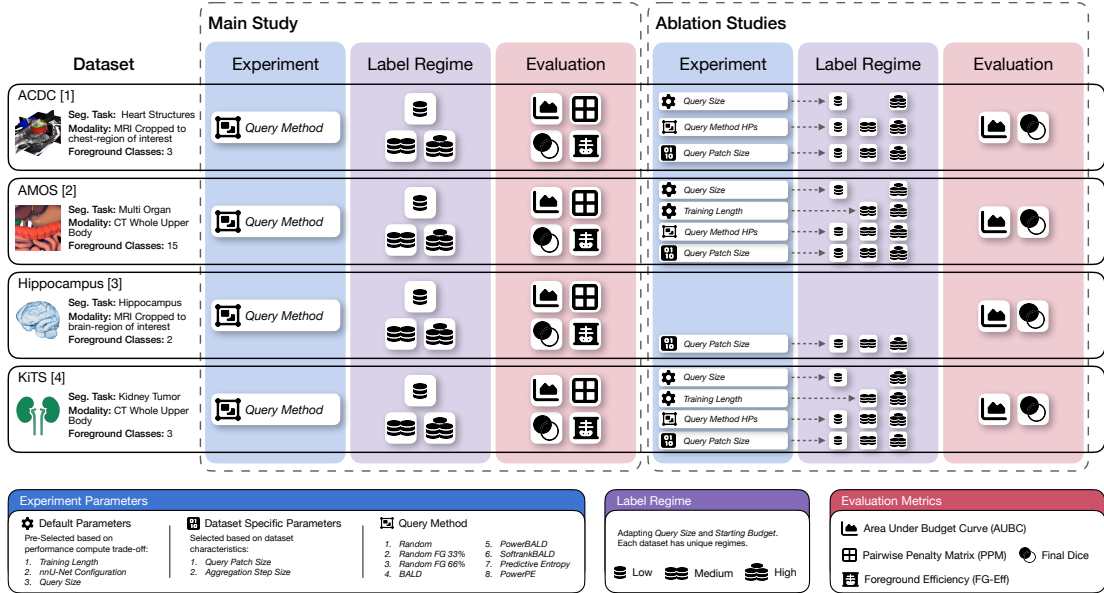 Main Study
Ablation Studies
Dataset
Experiment
Label Regime
Evaluation
Experiment
Label Regime
Evaluation
ACDC [1]
Seg. Task: Heart Structures
Modality: MRI Cropped to
chest-region of interest
Foreground Classes: 3
Query Method
Query Size
Query Method HPs
Query Patch Size
AMOS [2]
Seg. Task: Multi Organ
Modality: CT Whole Upper
Body
Foreground Classes: 15
Query Method
Query Size
Training Length
Query Method HPs
Query Patch Size
Hippocampus [3]
Seg. Task: Hippocampus
Modality: MRI Cropped to
brain-region of interest
Foreground Classes: 2
Query Method
Query Patch Size
KiTS [4]
Seg. Task: Kidney Tumor
Modality: CT Whole Upper
Body
Foreground Classes: 3
Query Method
Query Size
Training Length
Query Method HPs
Query Patch Size
Experiment Parameters
Default Parameters
Pre-Selected based on
performance compute trade-off:
1. Training Length
2. nnU-Net Configuration
3. Query Size
Dataset Specific Parameters
Selected based on dataset
characteristics:
1. Query Patch Size
2. Aggregation Step Size
Query Method
1. Random
2. Random FG 33%
3. Random FG 66%
4. BALD
5. PowerBALD
6. SoftrankBALD
7. Predictive Entropy
8. PowerPE
Label Regime
Adapting Query Size and Starting Budget.
Each dataset has unique regimes.
Low
Medium
High
Evaluation Metrics
Area Under Budget Curve (AUBC)
Pairwise Penalty Matrix (PPM)
Final Dice
Foreground Efficiency (FG-Eff)